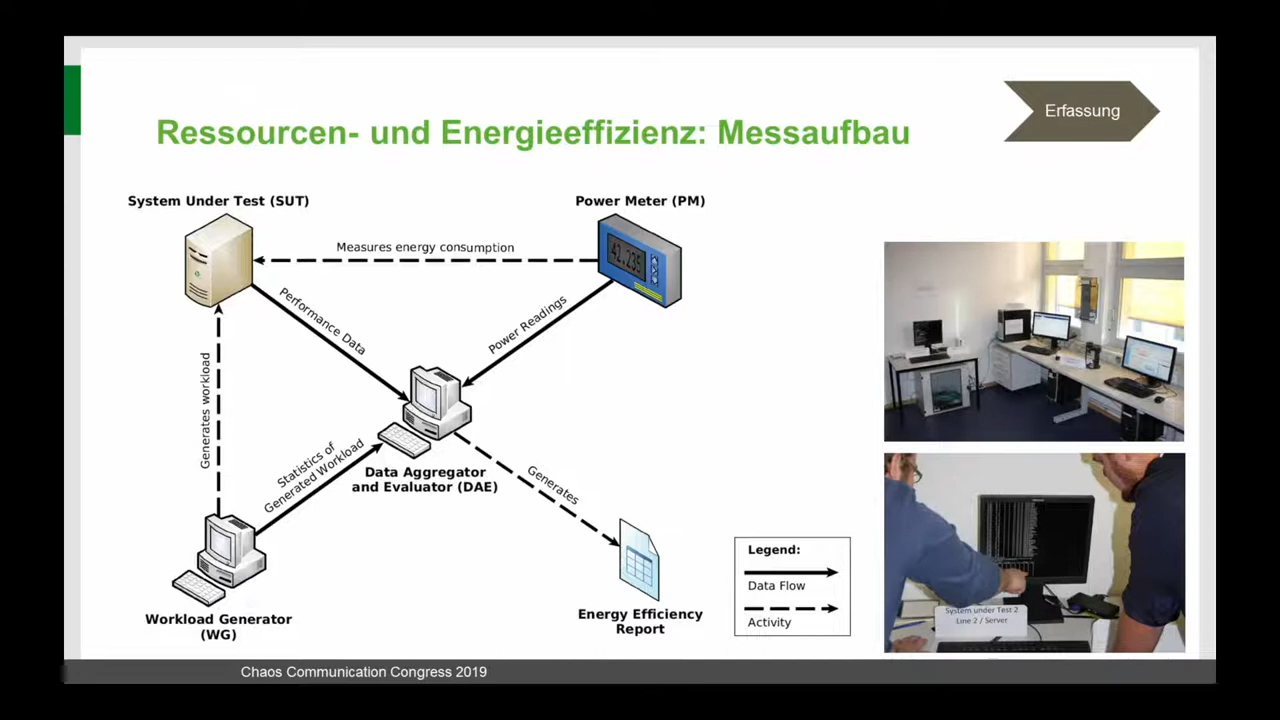 Erfassung
Ressourcen- und Energieeffizienz: Messaufbau
System Under Test (SUT)
Power Meter (PM)
Measures energy consumption
42.235
Performance Data
Power Readings
Generates workload
Statistics of
Generated Workload
Data Aggregator
and Evaluator (DAE)
Generates
Workload Generator
(WG)
Energy Efficiency
Report
Legend:
Data Flow
Activity
System under Test 2
Line 2 / Server
Chaos Communication Congress 2019